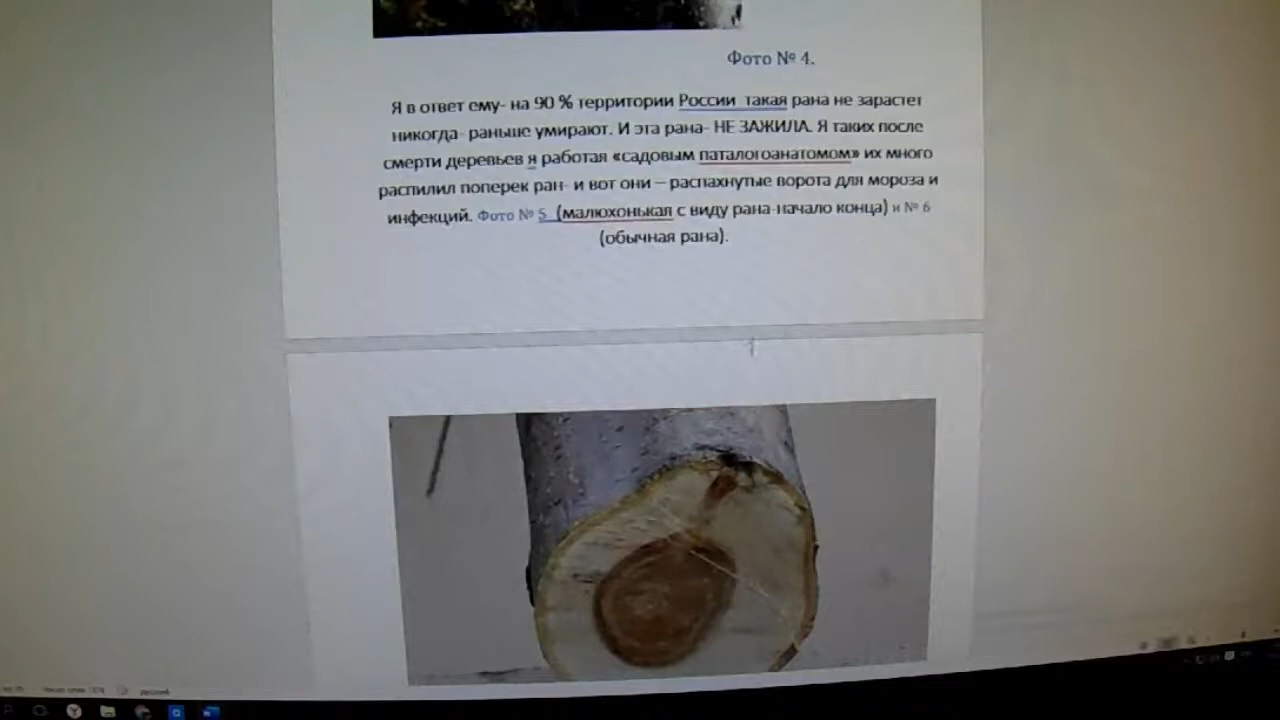 Фото № 4.
Я в ответ ему- на 90 % территории России  такая рана не зарастет
никогда- раньше умирают. И эта рана- НЕ ЗАЖИЛА. Я таких после
смерти деревьев я работая «садовым паталогоанатомом» их много
распилил поперек ран- и вот они – распахнутые ворота для мороза и
инфекций. Фото № 5  (малюхонькая с виду рана-начало конца) и № 6
(обычная рана).
русский